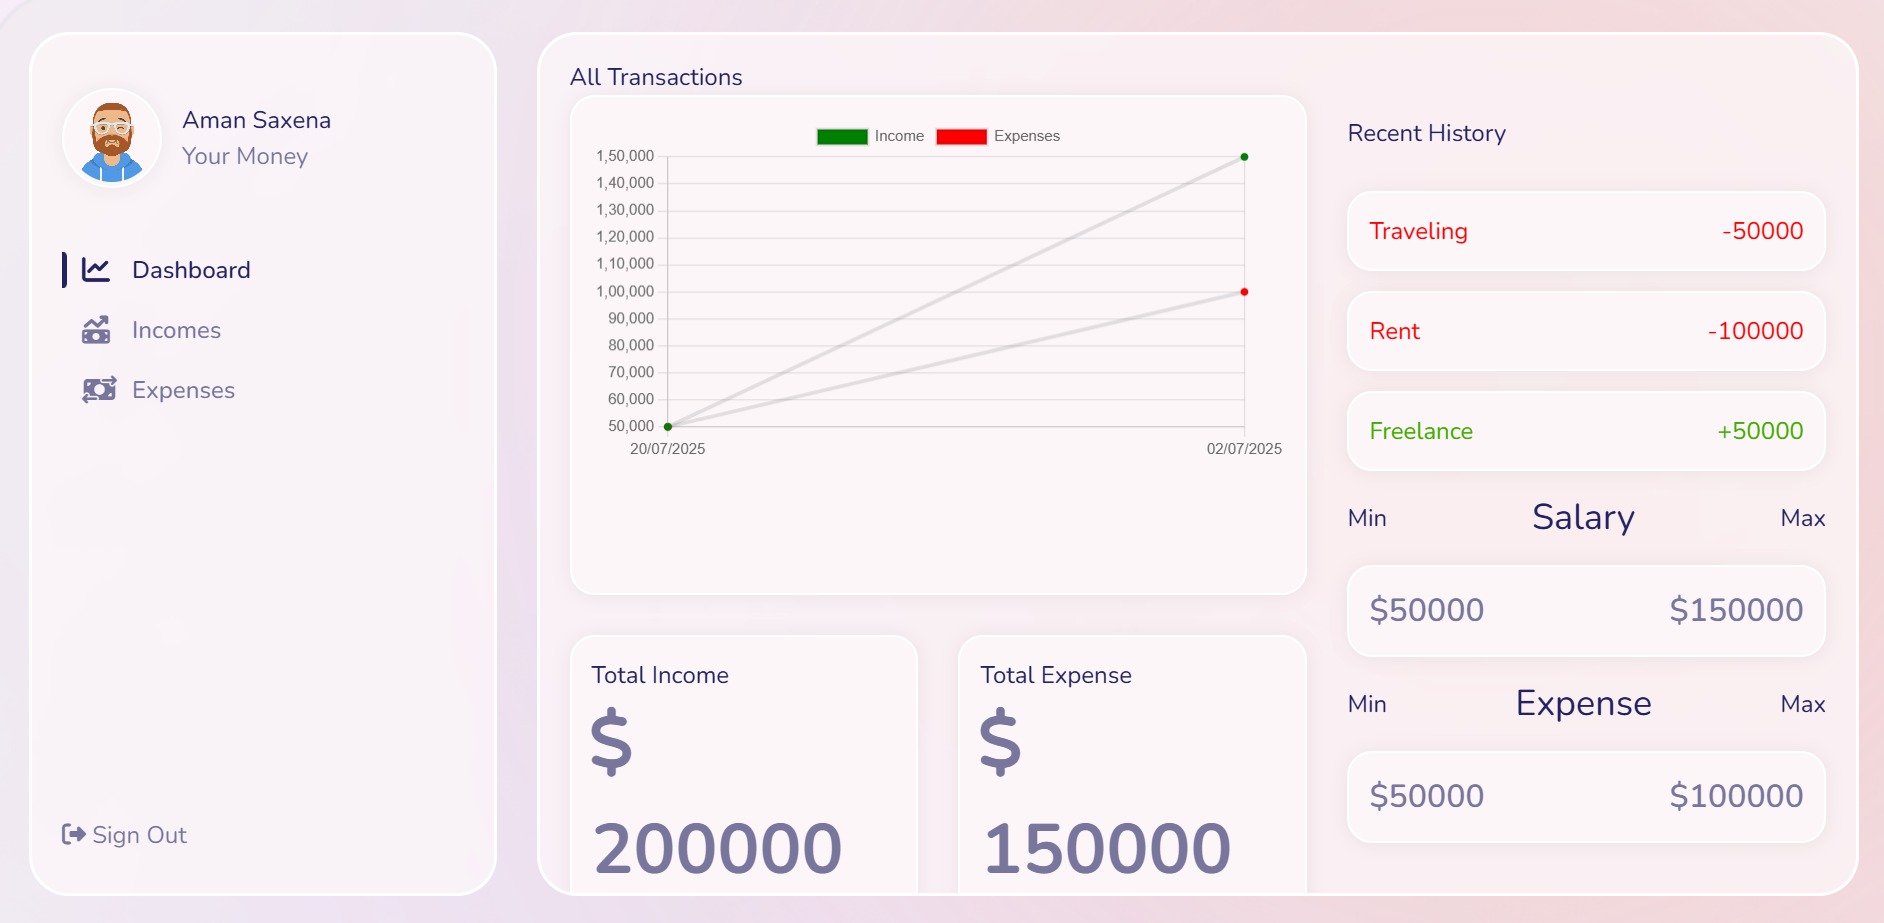 Aman Saxena
Your Money
Dashboard
Incomes
Expenses
Sign Out
All Transactions
Income Expenses
1,50,000
1,40,000
1,30,000
1,20,000
1,10,000
1,00,000
90,000
80,000
70,000
60,000
50,000
20/07/2025 02/07/2025
Total Income
$
200000
Total Expense
$
150000
Recent History
Traveling -50000
Rent -100000
Freelance +50000
Min Salary Max
$50000 $150000
Min Expense Max
$50000 $100000